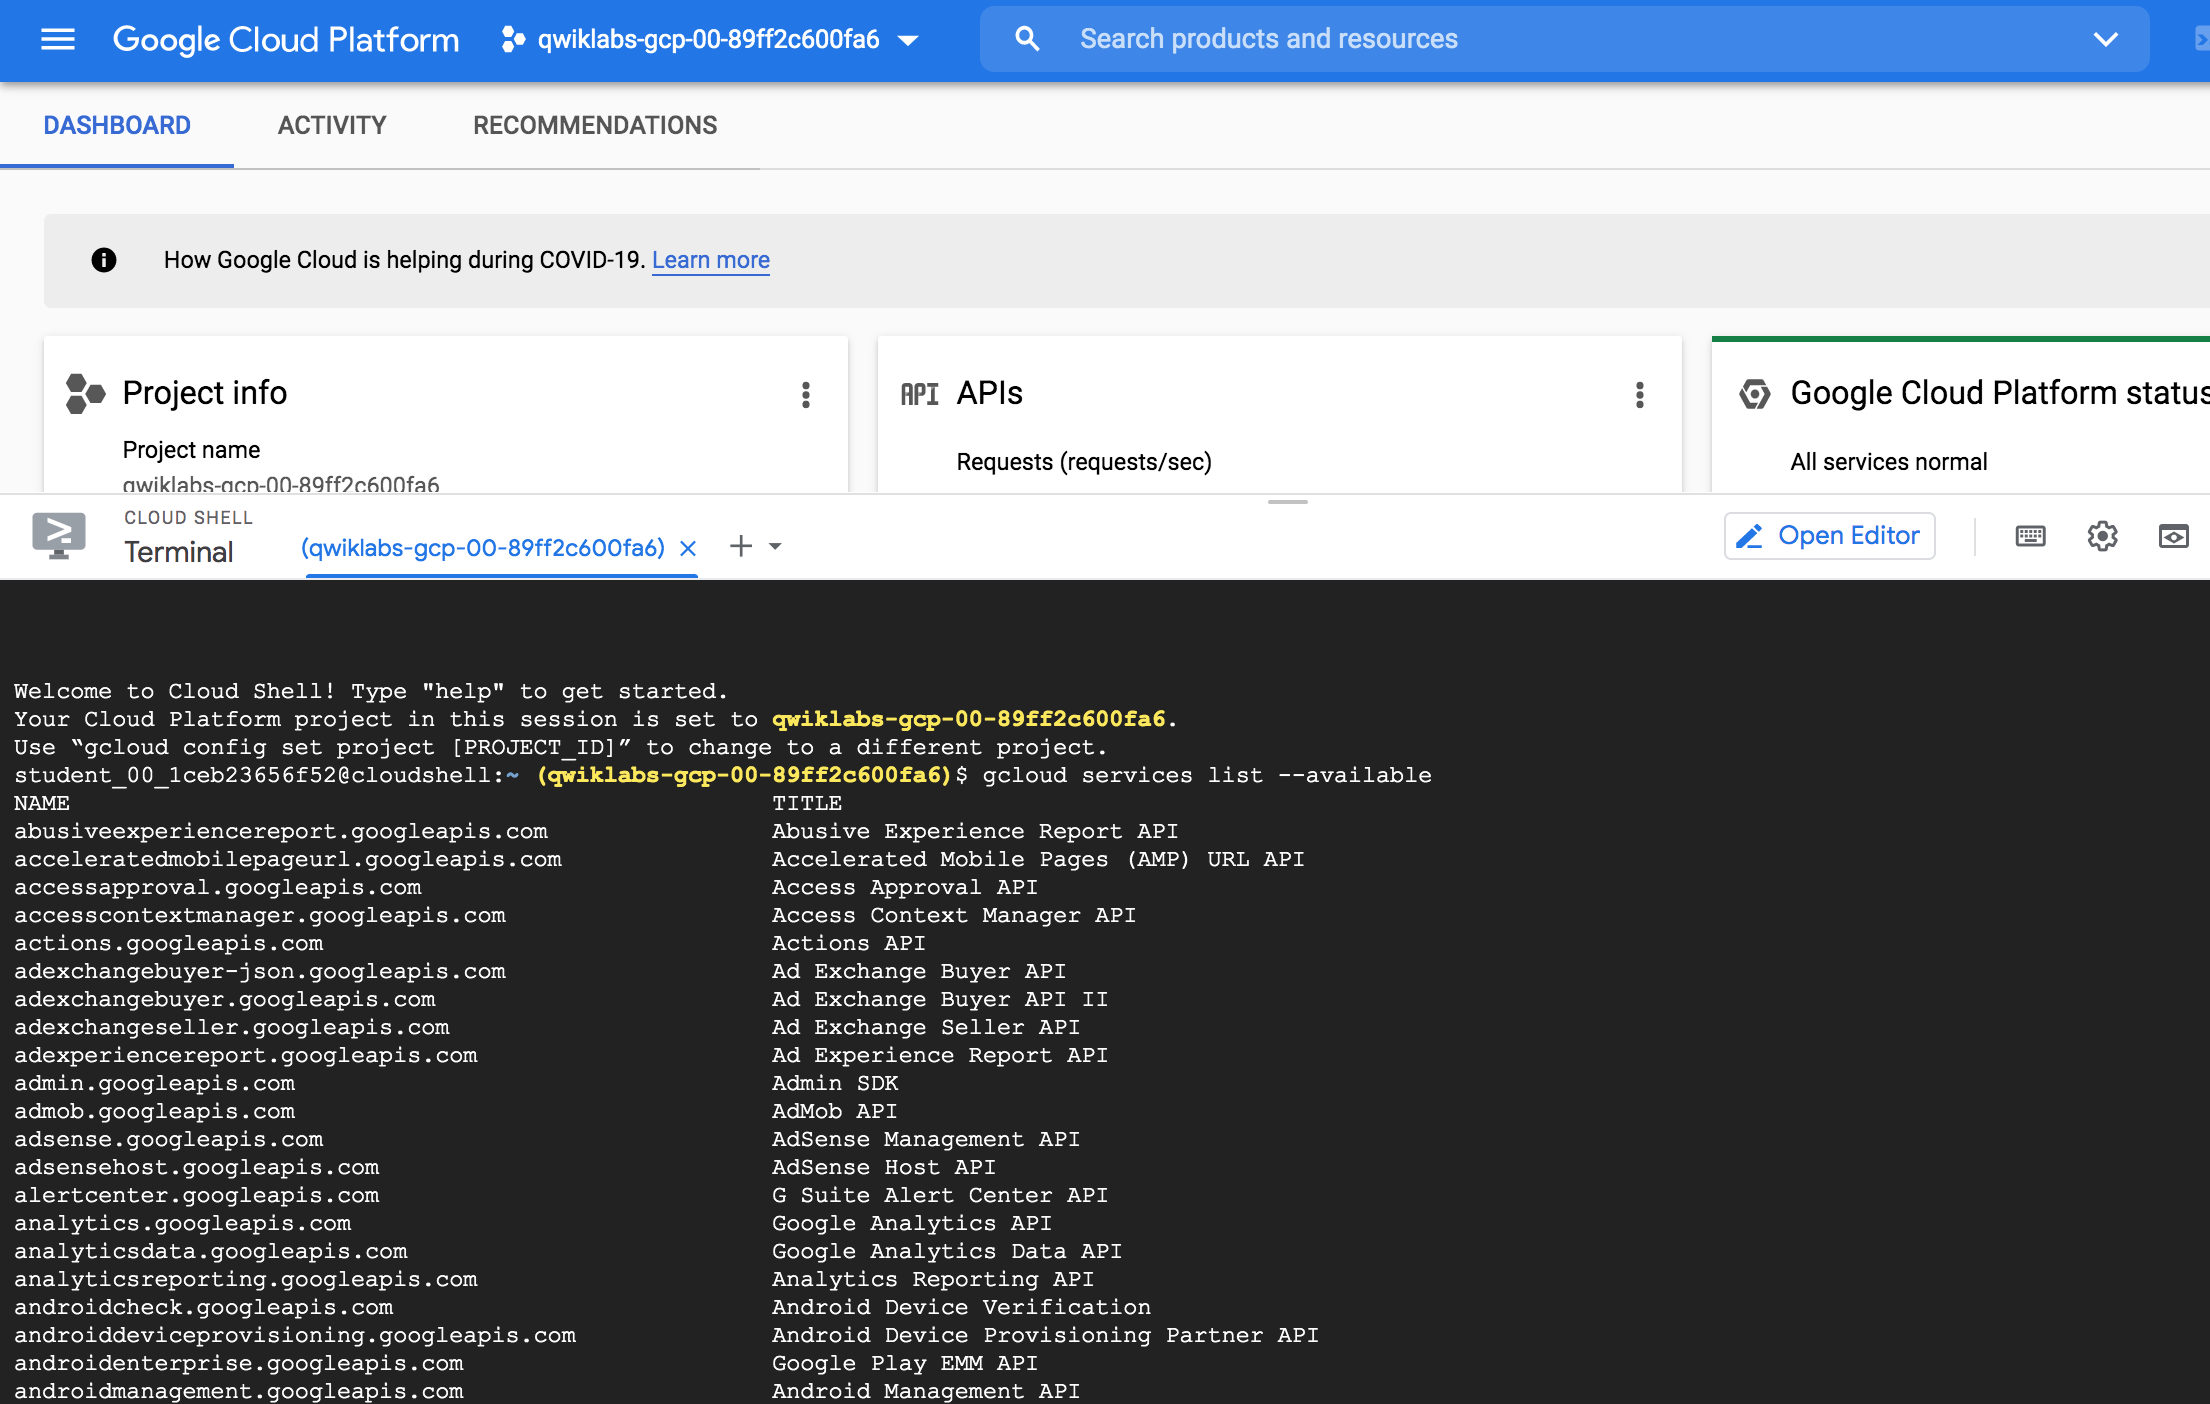 Google Cloud Platform qwiklabs-gcp-00-89ff2c600fa6 Search products and resources
DASHBOARD ACTIVITY RECOMMENDATIONS
How Google Cloud is helping during COVID-19. Learn more
Project info
Project name
qwiklabs-gcp-00-89ff2c600fa6
API APIs
Requests (requests/sec)
Google Cloud Platform status
All services normal
CLOUD SHELL
Terminal (qwiklabs-gcp-00-89ff2c600fa6) Open Editor
Welcome to Cloud Shell! Type "help" to get started.
Your Cloud Platform project in this session is set to qwiklabs-gcp-00-89ff2c600fa6.
Use “gcloud config set project [PROJECT_ID]” to change to a different project.
student_00_1ceb23656f52@cloudshell:~ (qwiklabs-gcp-00-89ff2c600fa6)$ gcloud services list --available
NAME TITLE
abusiveexperiencereport.googleapis.com Abusive Experience Report API
acceleratedmobilepageurl.googleapis.com Accelerated Mobile Pages (AMP) URL API
accessapproval.googleapis.com Access Approval API
accesscontextmanager.googleapis.com Access Context Manager API
actions.googleapis.com Actions API
adexchangebuyer-json.googleapis.com Ad Exchange Buyer API
adexchangebuyer.googleapis.com Ad Exchange Buyer API II
adexchangeseller.googleapis.com Ad Exchange Seller API
adexperiencereport.googleapis.com Ad Experience Report API
admin.googleapis.com Admin SDK
admob.googleapis.com AdMob API
adsense.googleapis.com AdSense Management API
adsensehost.googleapis.com AdSense Host API
alertcenter.googleapis.com G Suite Alert Center API
analytics.googleapis.com Google Analytics API
analyticsdata.googleapis.com Google Analytics Data API
analyticsreporting.googleapis.com Analytics Reporting API
androidcheck.googleapis.com Android Device Verification
androiddeviceprovisioning.googleapis.com Android Device Provisioning Partner API
androidenterprise.googleapis.com Google Play EMM API
androidmanagement.googleapis.com Android Management API